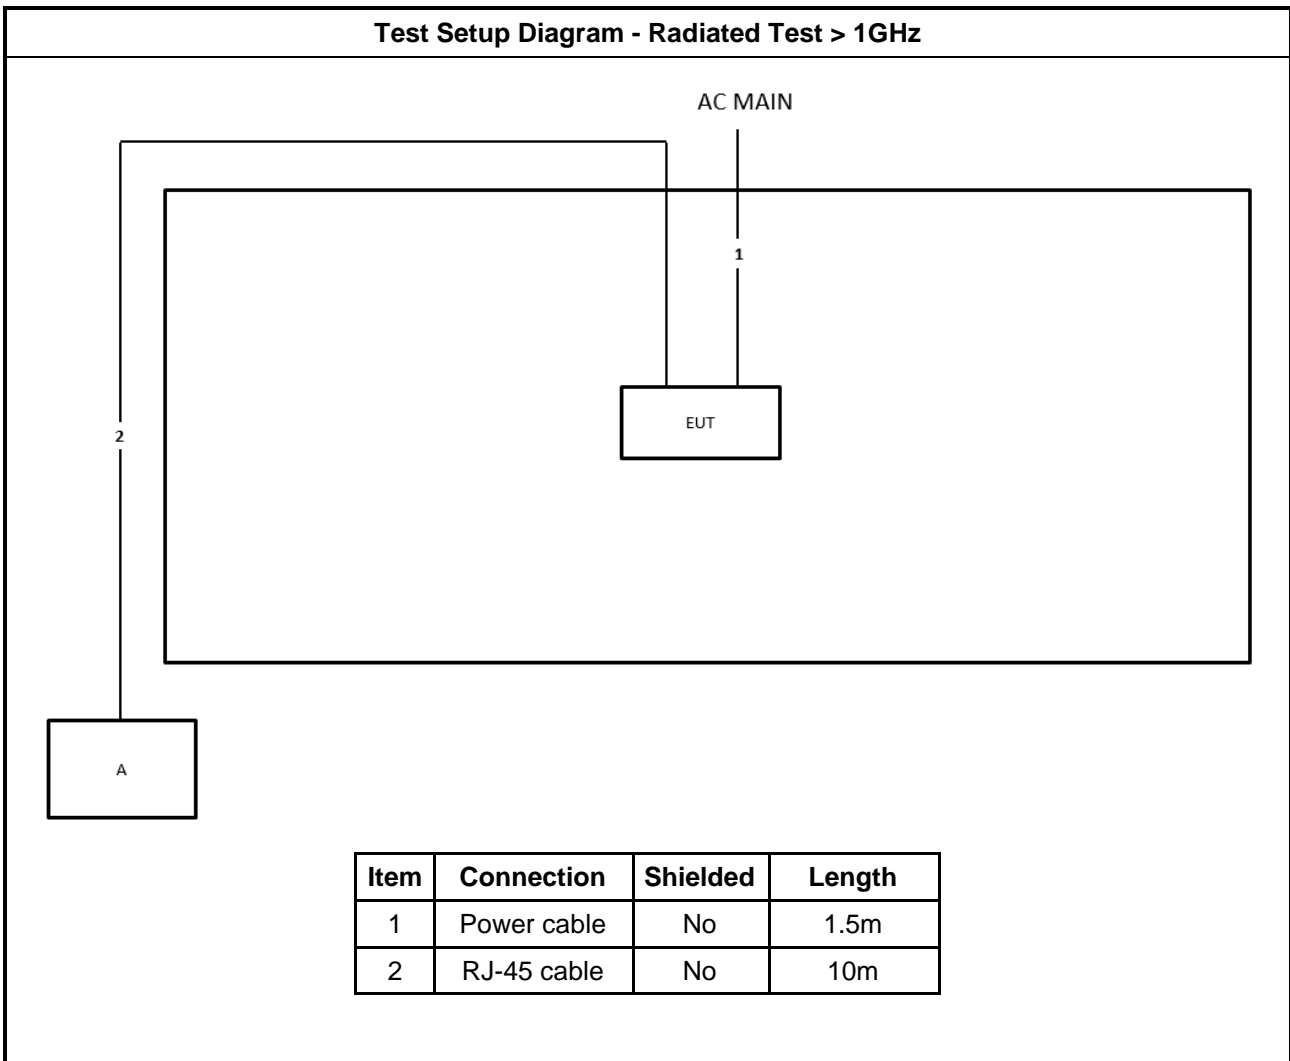 Test Setup Diagram - Radiated Test > 1GHz
AC MAIN
1
EUT
2
A
Item Connection Shielded Length
1 Power cable No 1.5m
2 RJ-45 cable No 10m